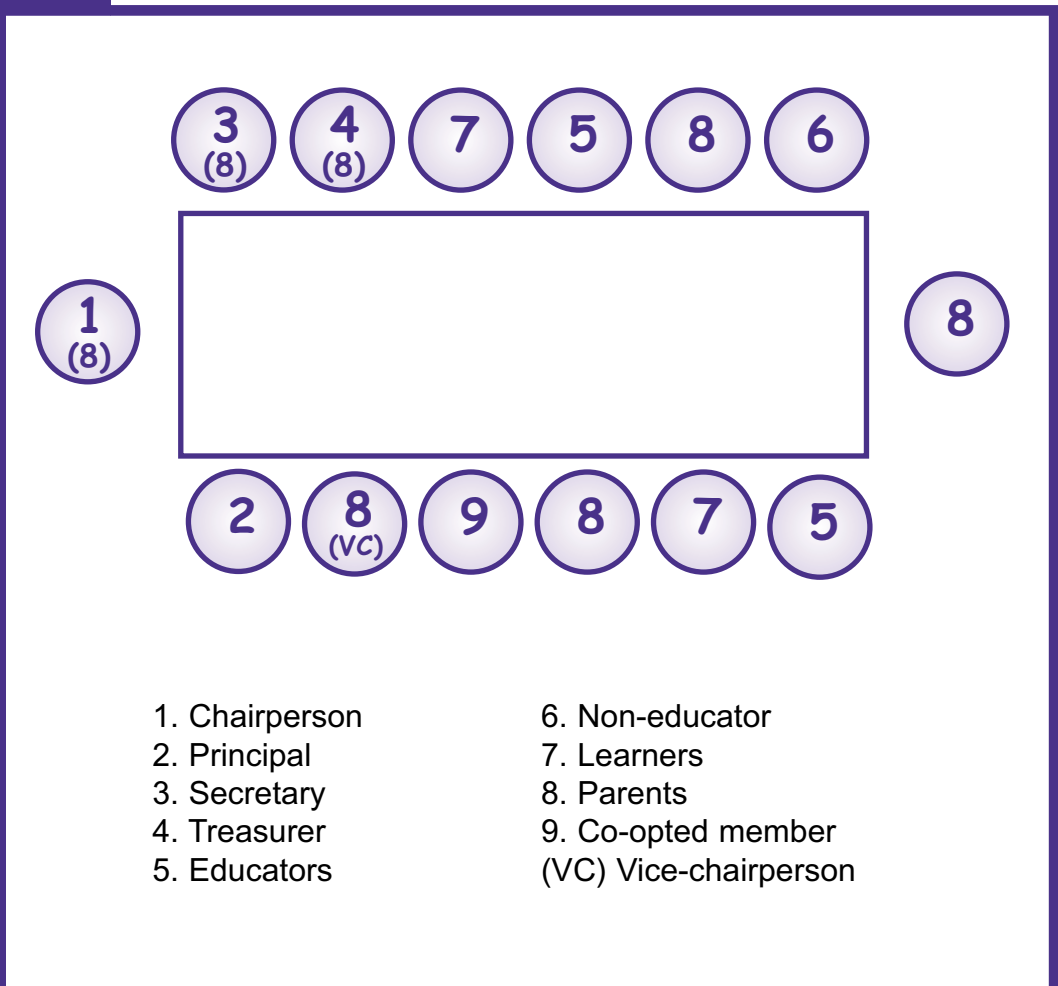 3 4 7 5 8 6
(8) (8)
1 8
(8)
2 8 9 8 7 5
(VC)
1. Chairperson
2. Principal
3. Secretary
4. Treasurer
5. Educators
6. Non-educator
7. Learners
8. Parents
9. Co-opted member
(VC) Vice-chairperson